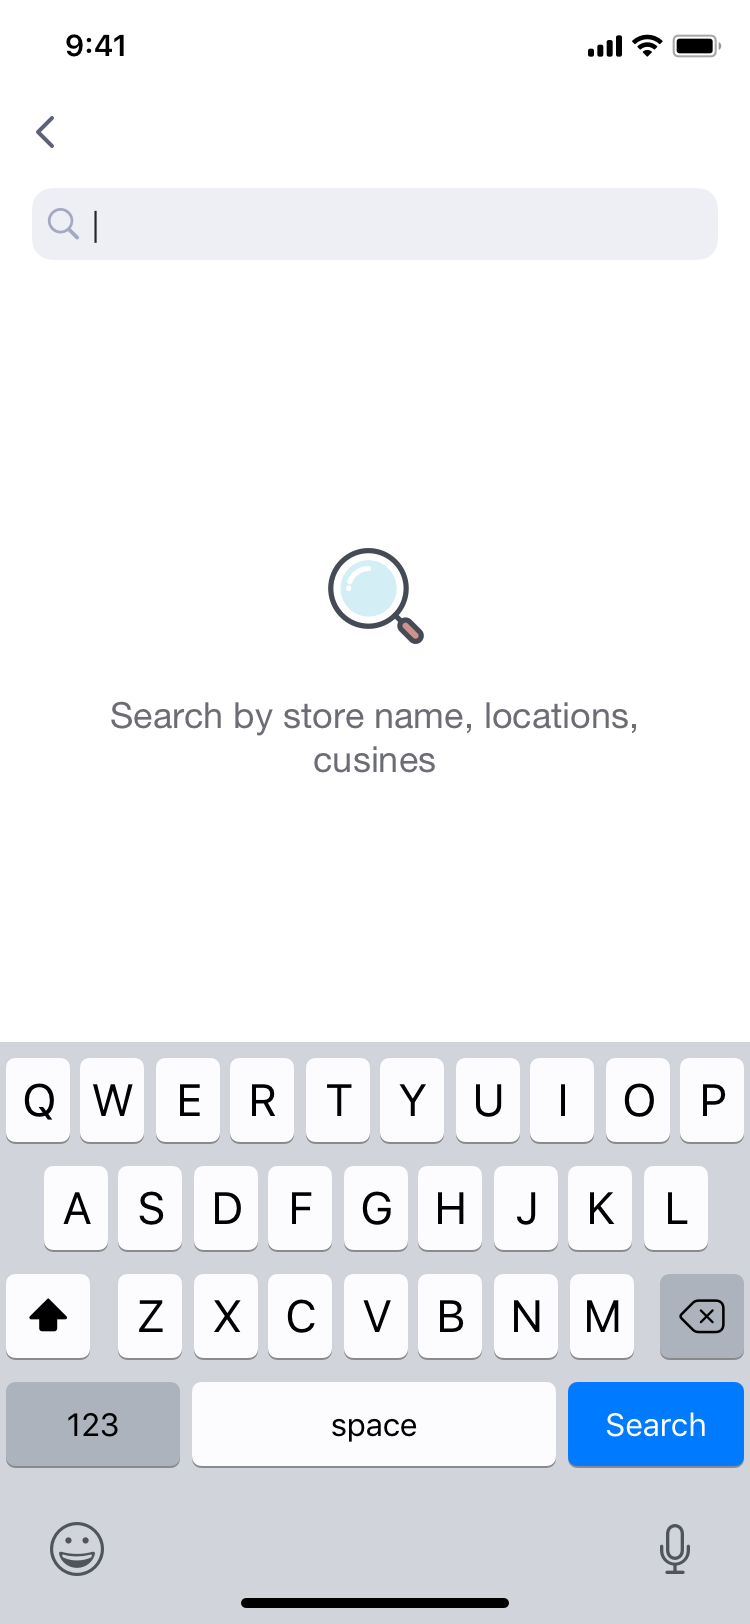 9:41
Search by store name, locations,
cusines
Q W E R T Y U I O P
A S D F G H J K L
Z X C V B N M
123 space Search